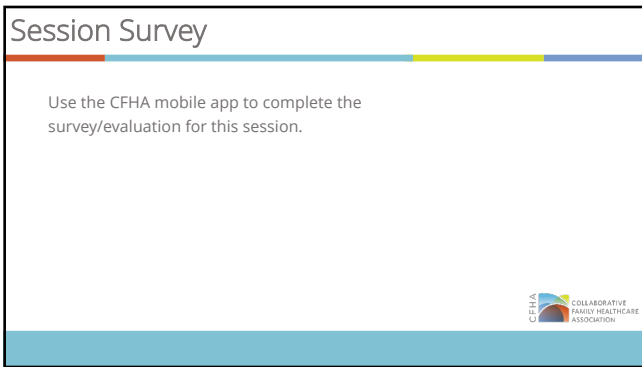 Session Survey
Use the CFHA mobile app to complete the
survey/evaluation for this session.
CFHA
COLLABORATIVE
FAMILY HEALTHCARE
ASSOCIATION